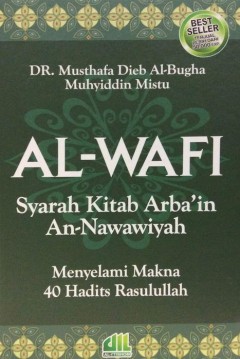 BEST
SELLER
DR. Musthafa Dieb Al-Bugha
Muhyiddin Mistu
AL-WAFI
Syarah Kitab Arba'in
An-Nawawiyah
Menyelami Makna
40 Hadits Rasulullah